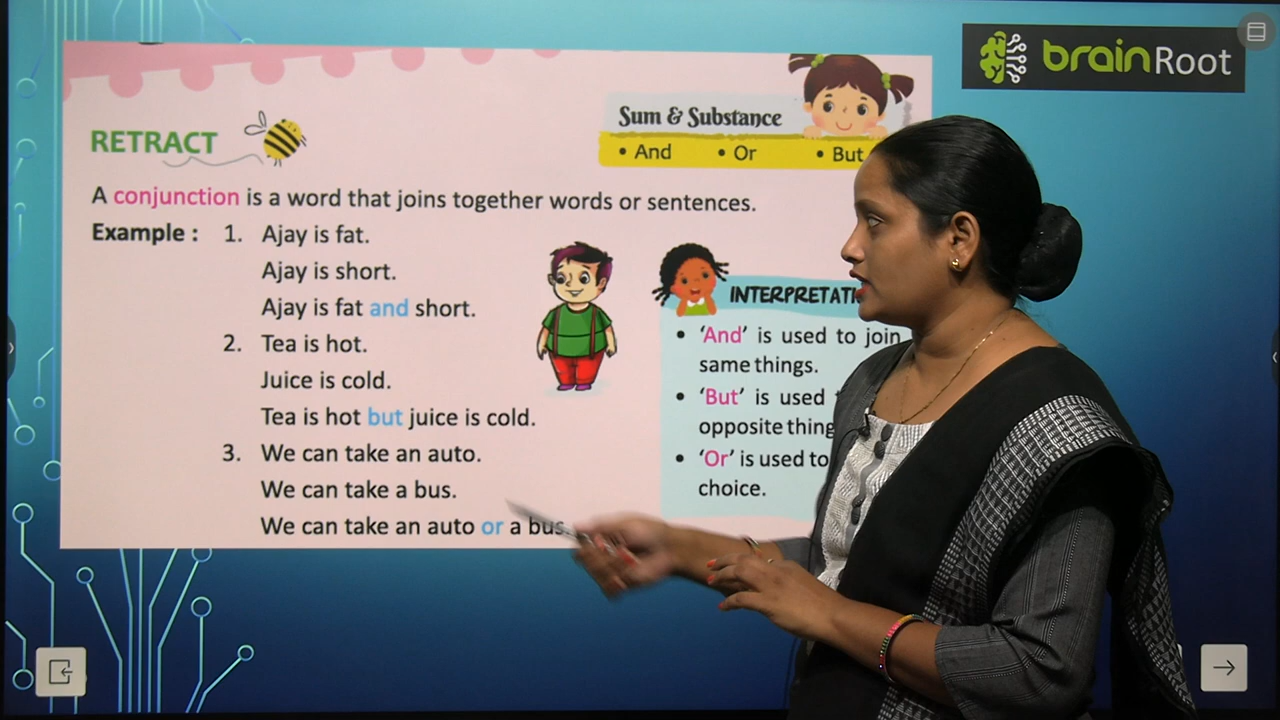 brainRoot
Sum & Substance
• And • Or • But
RETRACT
A conjunction is a word that joins together words or sentences.
Example : 1. Ajay is fat.
Ajay is short.
Ajay is fat and short.
2. Tea is hot.
Juice is cold.
Tea is hot but juice is cold.
3. We can take an auto.
We can take a bus.
We can take an auto or a bus
INTERPRETATI
• ‘And’ is used to join
same things.
• ‘But’ is used
opposite thing
• ‘Or’ is used to
choice.